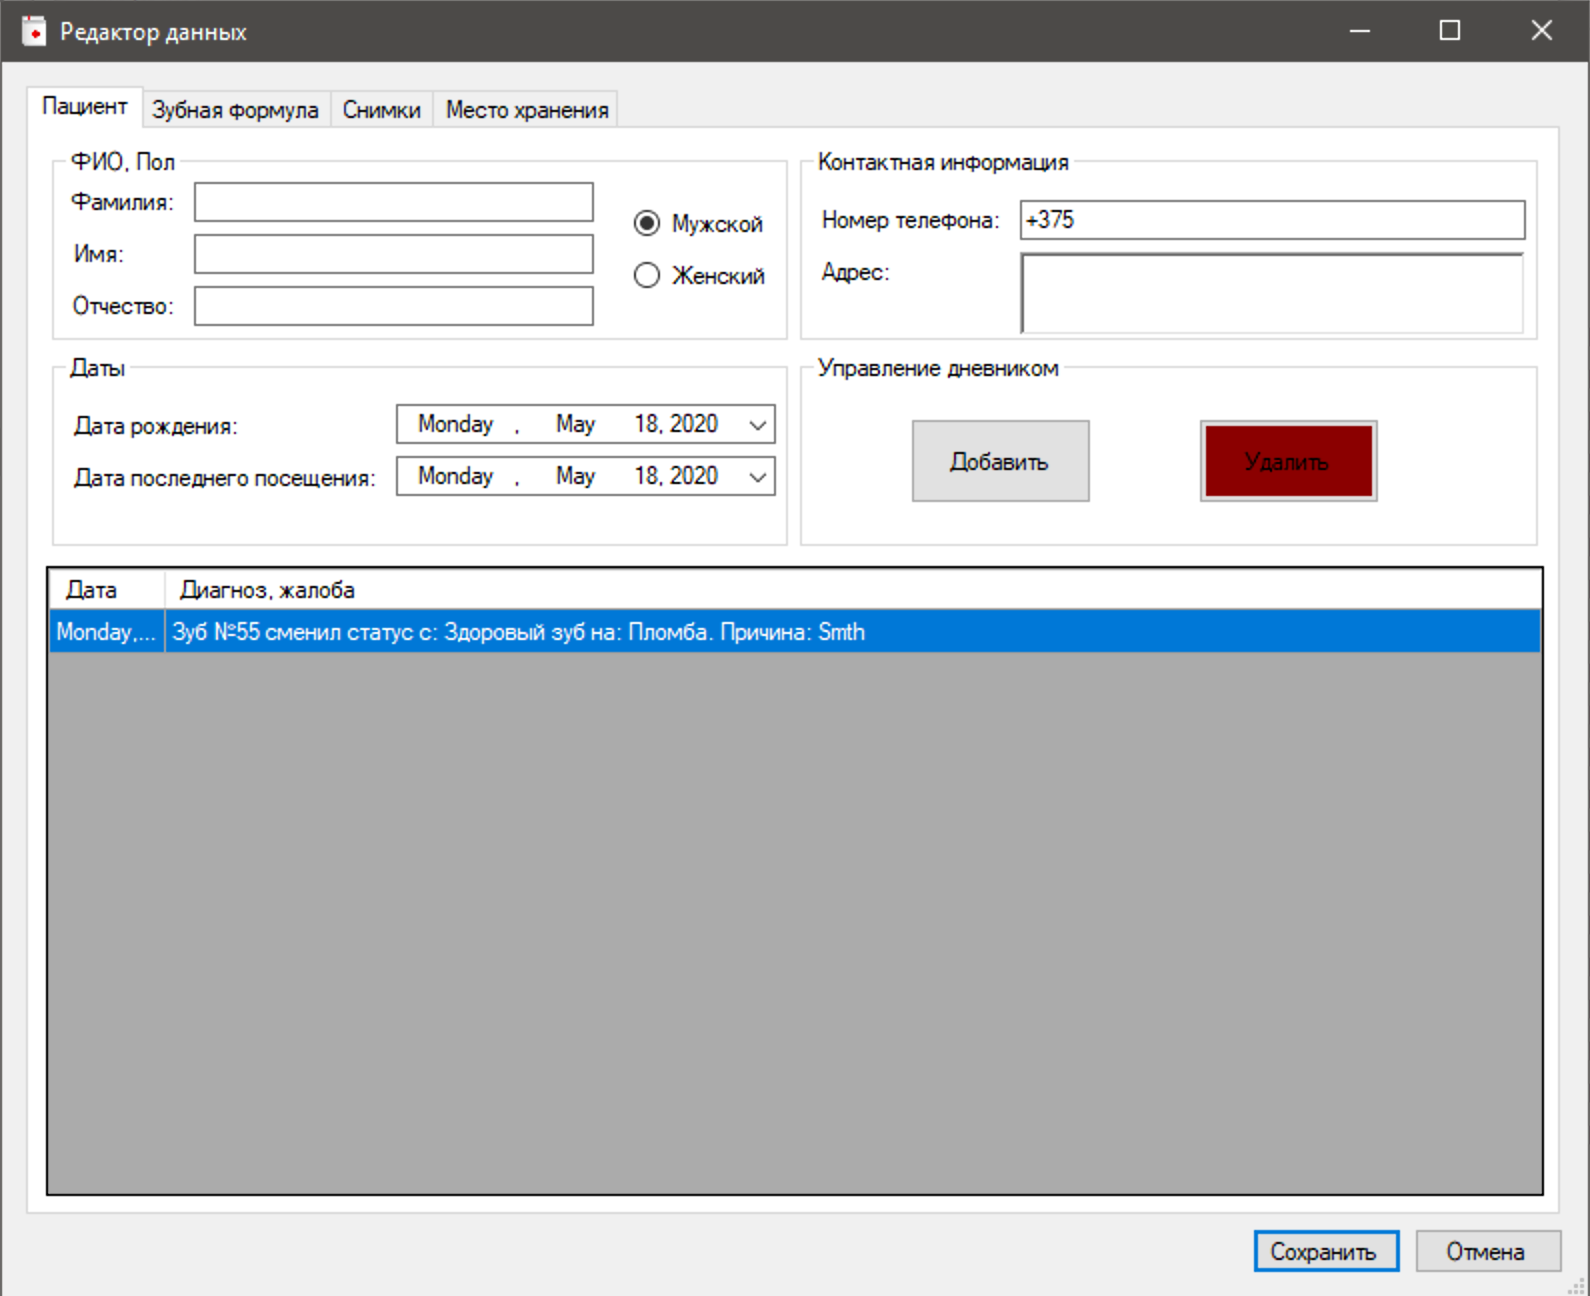 Редактор данных
Пациент Зубная формула Снимки Место хранения
ФИО, Пол
Фамилия:
Имя:
Отчество:
Мужской
Женский
Контактная информация
Номер телефона: +375
Адрес:
Даты
Дата рождения: Monday , May 18, 2020
Дата последнего посещения: Monday , May 18, 2020
Управление дневником
Добавить Удалить
Дата Диагноз, жалоба
Monday,... Зуб №55 сменил статус с: Здоровый зуб на: Пломба. Причина: Smth
Сохранить Отмена